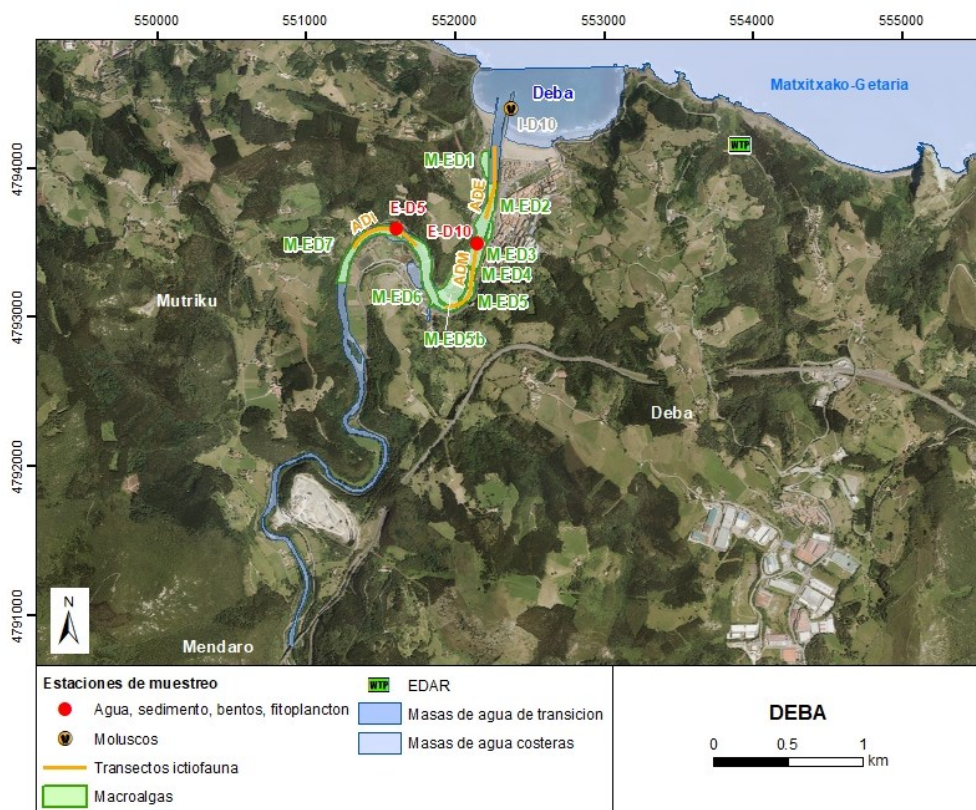 550000 551000 552000 553000 554000 555000
4794000
4793000
4792000
4791000
Deba
Matxitxako-Getaria
I-D10
WTP
M-ED1
ADE
M-ED2
E-D5
ADI
E-D10
M-ED7
M-ED3
ADM
M-ED4
M-ED6
M-ED5
M-ED5b
Mutriku
Deba
Mendaro
N
Estaciones de muestreo
Agua, sedimento, bentos, fitoplancton
Moluscos
Transectos ictiofauna
Macroalgas
WTP EDAR
Masas de agua de transicion
Masas de agua costeras
DEBA
0 0.5 1
km